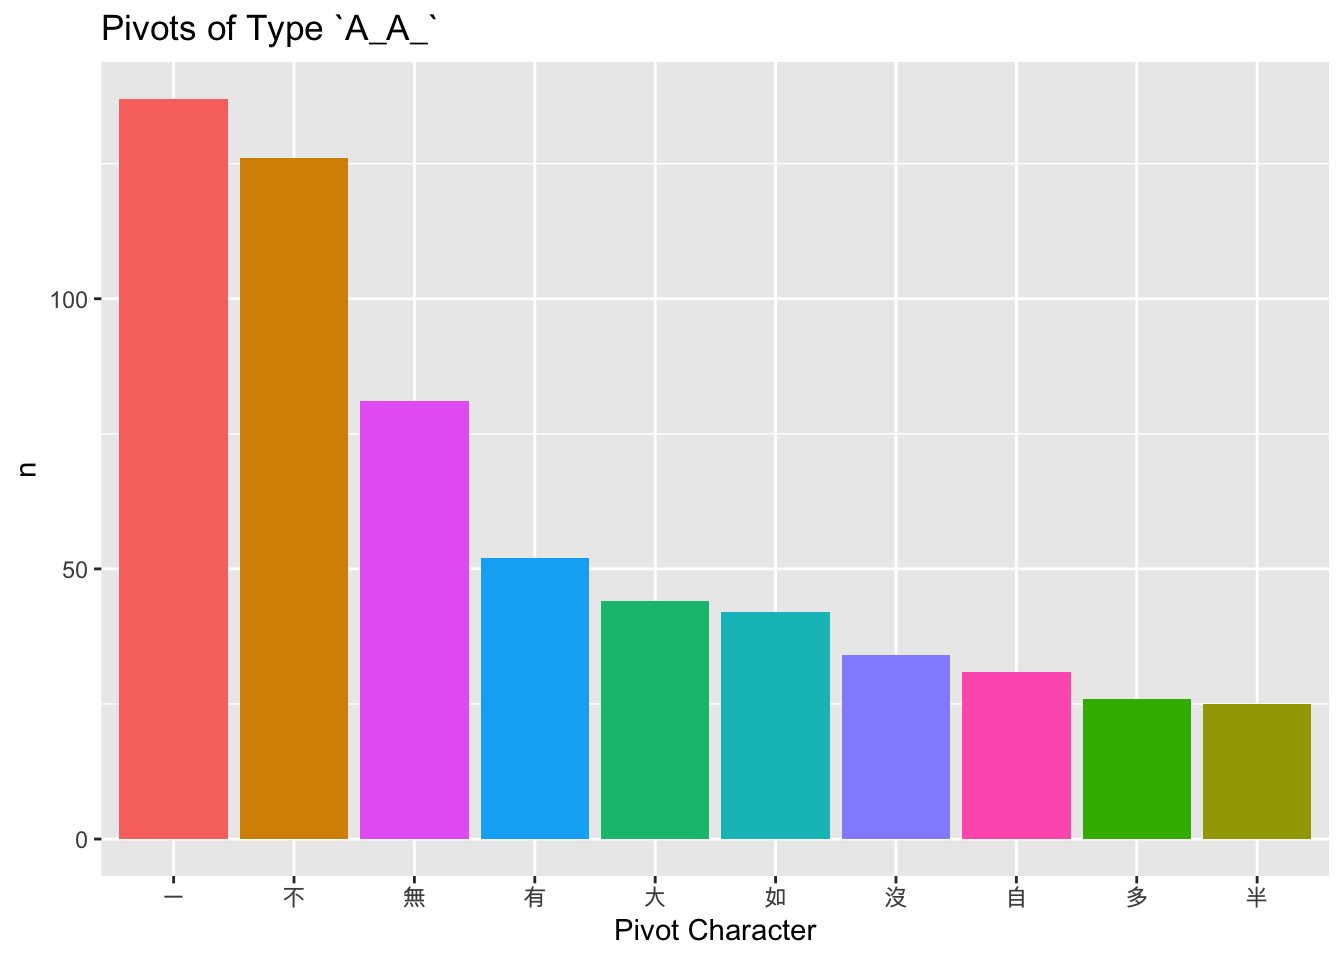 Pivots of Type `A_A_`
n
100
50
0
一 不 無 有 大 如 沒 自 多 半
Pivot Character